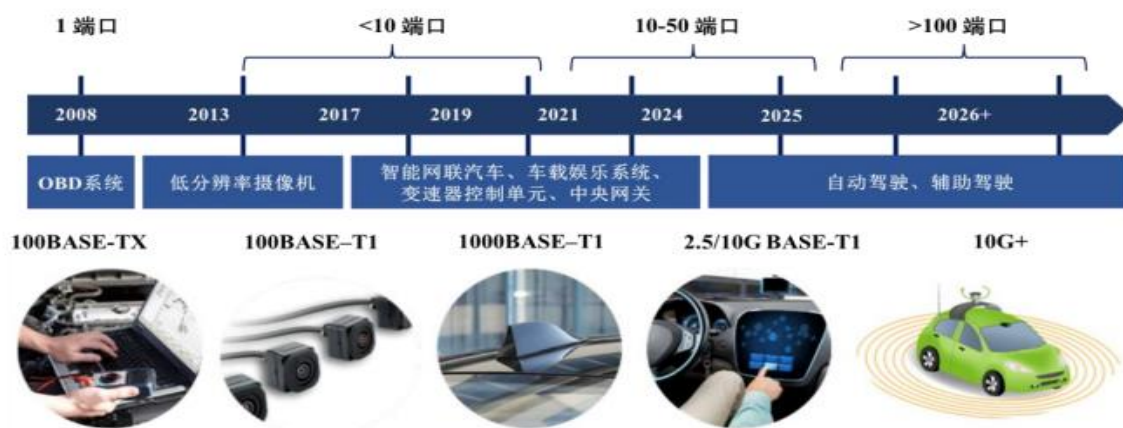 1 端口
<10 端口
10-50 端口
>100 端口
2008
2013
2017
2019
2021
2024
2025
2026+
OBD系统
低分辨率摄像机
智能网联汽车、车载娱乐系统、
变速器控制单元、中央网关
自动驾驶、辅助驾驶
100BASE-TX
100BASE–T1
1000BASE–T1
2.5/10G BASE-T1
10G+